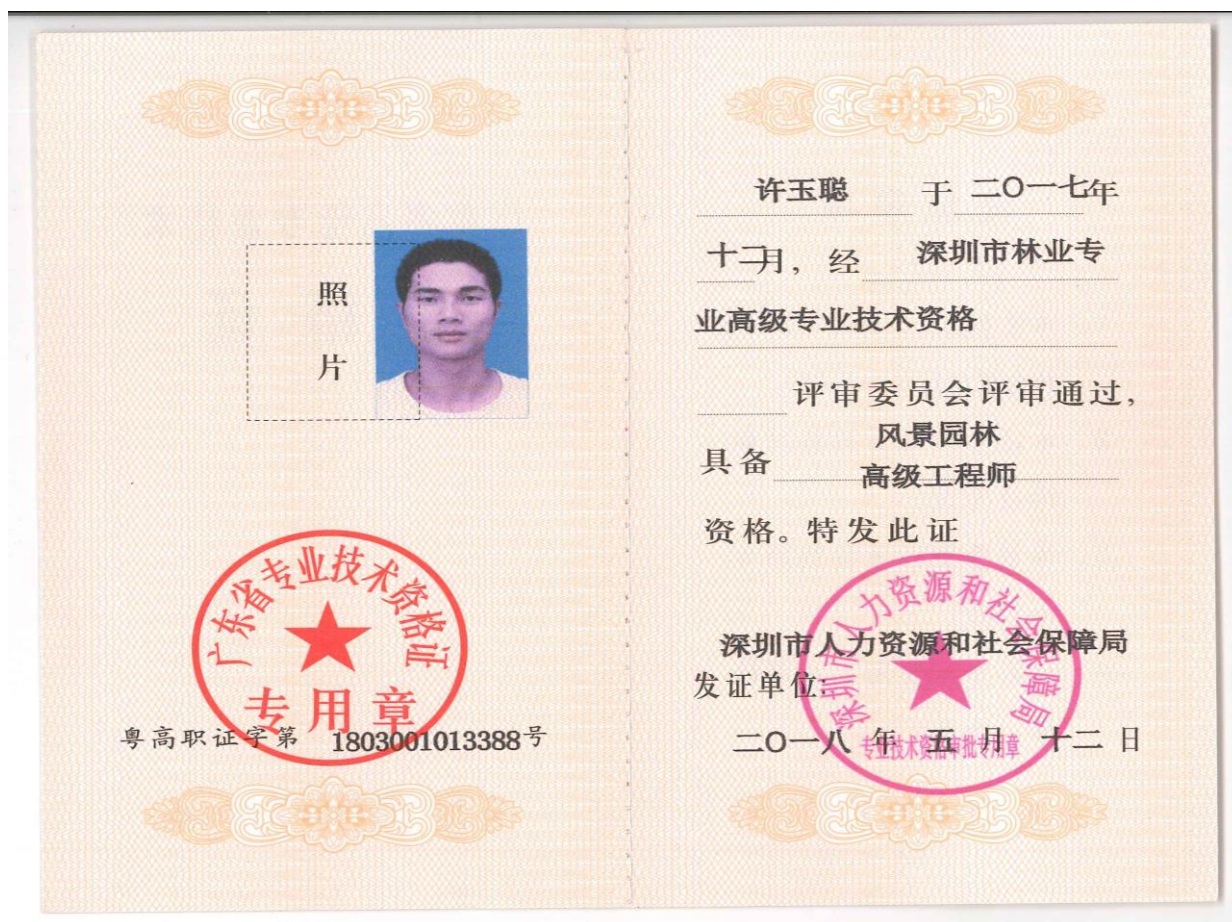 照
片
广东省专业技术资格证
专用章
粤高职证字第 1803001013388号
许玉聪 于 二〇一七年
十二月，经 深圳市林业专
业高级专业技术资格
评审委员会评审通过，
风景园林
具备 高级工程师
资格。特发此证
深圳市人力资源和社会保障局
深圳市人力资源和社会保障局
发证单位:
二〇一八 年 五 月 十二 日
专业技术资格审批专用章